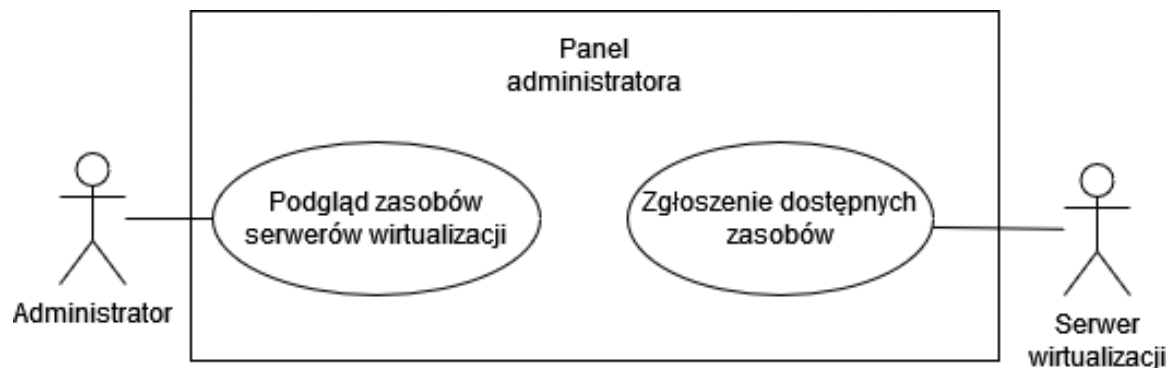 Panel
administratora
Podgląd zasobów
serwerów wirtualizacji
Zgłoszenie dostępnych
zasobów
Administrator
Serwer
wirtualizacji